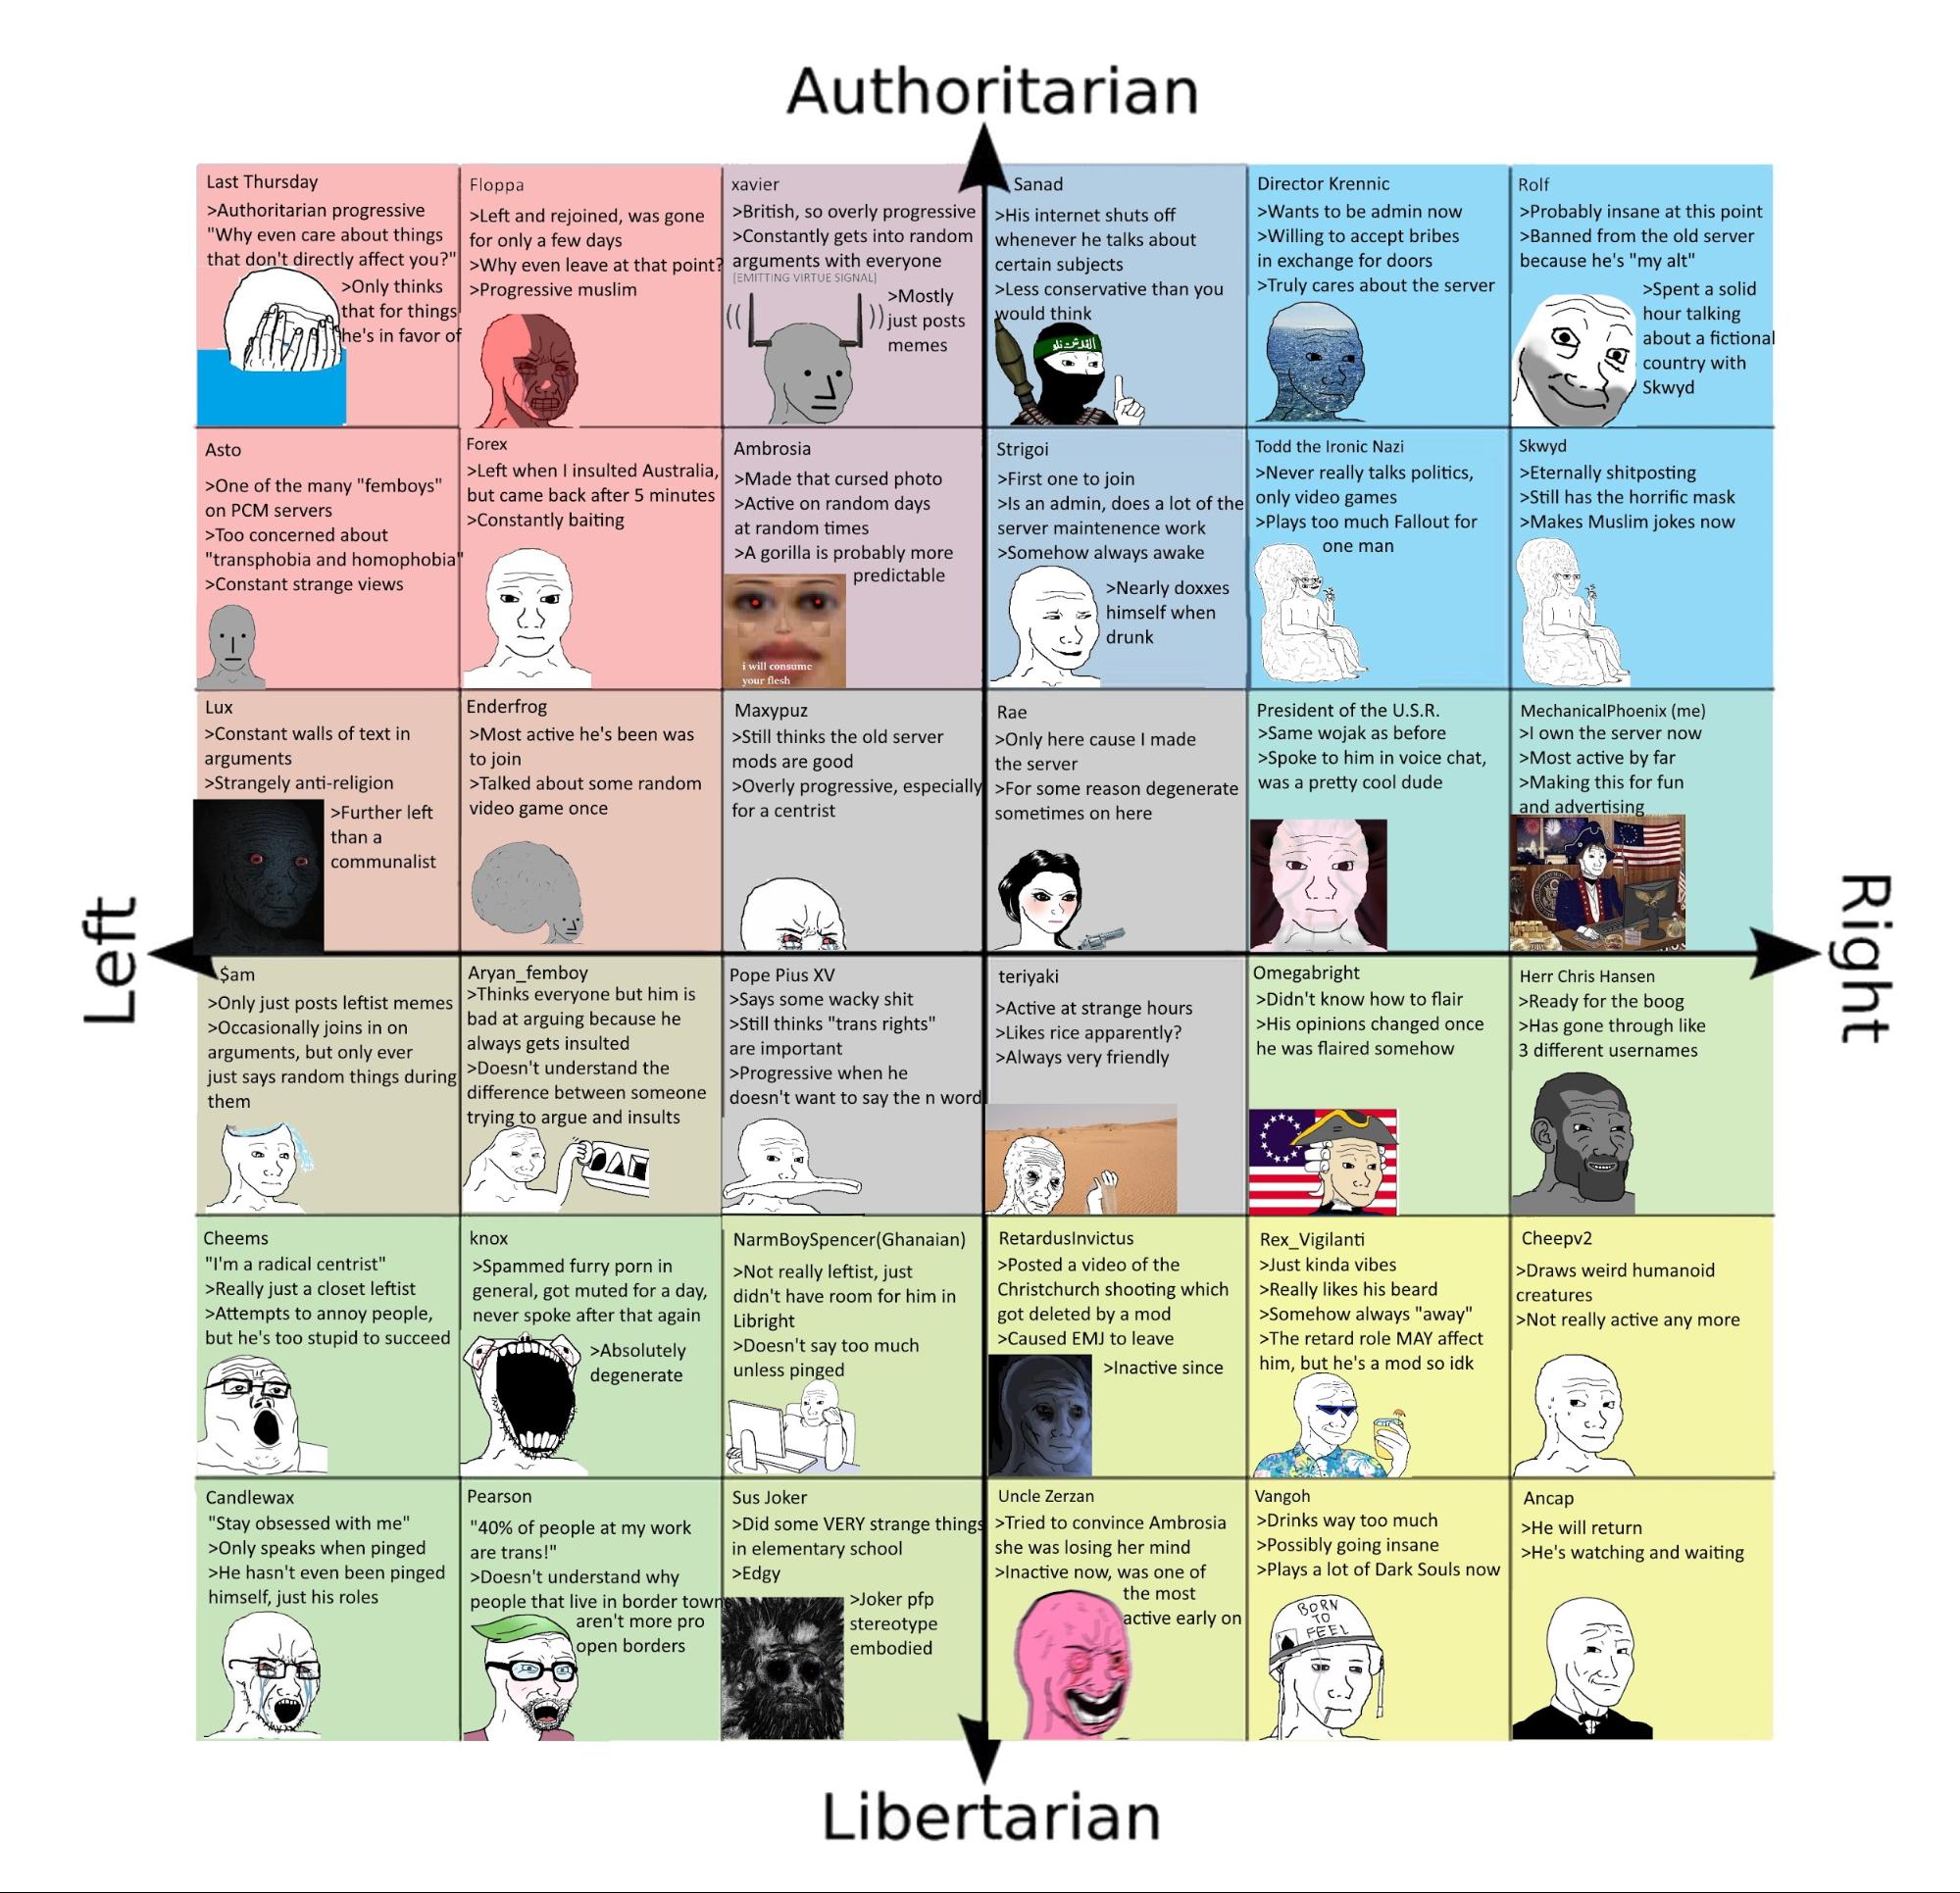 Authoritarian
Last Thursday
>Authoritarian progressive
"Why even care about things
that don't directly affect you?"
>Only thinks
that for things
he's in favor of
Floppa
>Left and rejoined, was gone
for only a few days
>Why even leave at that point?
>Progressive muslim
xavier
>British, so overly progressive
>Constantly gets into random
arguments with everyone
[EMITTING VIRTUE SIGNAL]
>Mostly
just posts
memes
Sanad
>His internet shuts off
whenever he talks about
certain subjects
>Less conservative than you
would think
Director Krennic
>Wants to be admin now
>Willing to accept bribes
in exchange for doors
>Truly cares about the server
Rolf
>Probably insane at this point
>Banned from the old server
because he's "my alt"
>Spent a solid
hour talking
about a fictional
country with
Skwyd
Asto
>One of the many "femboys"
on PCM servers
>Too concerned about
"transphobia and homophobia"
>Constant strange views
Forex
>Left when I insulted Australia,
but came back after 5 minutes
>Constantly baiting
Ambrosia
>Made that cursed photo
>Active on random days
at random times
>A gorilla is probably more
predictable
i will consume
your flesh
Strigoi
>First one to join
>Is an admin, does a lot of the
server maintenence work
>Somehow always awake
>Nearly doxxes
himself when
drunk
Todd the Ironic Nazi
>Never really talks politics,
only video games
>Plays too much Fallout for
one man
Skwyd
>Eternally shitposting
>Still has the horrific mask
>Makes Muslim jokes now
Lux
>Constant walls of text in
arguments
>Strangely anti-religion
>Further left
than a
communalist
Enderfrog
>Most active he's been was
to join
>Talked about some random
video game once
Maxypuz
>Still thinks the old server
mods are good
>Overly progressive, especially
for a centrist
Rae
>Only here cause I made
the server
>For some reason degenerate
sometimes on here
President of the U.S.R.
>Same wojak as before
>Spoke to him in voice chat,
was a pretty cool dude
MechanicalPhoenix (me)
>I own the server now
>Most active by far
>Making this for fun
and advertising
Left
Right
$am
>Only just posts leftist memes
>Occasionally joins in on
arguments, but only ever
just says random things during
them
Aryan_femboy
>Thinks everyone but him is
bad at arguing because he
always gets insulted
>Doesn't understand the
difference between someone
trying to argue and insults
Pope Pius XV
>Says some wacky shit
>Still thinks "trans rights"
are important
>Progressive when he
doesn't want to say the n word
teriyaki
>Active at strange hours
>Likes rice apparently?
>Always very friendly
Omegabright
>Didn't know how to flair
>His opinions changed once
he was flaired somehow
Herr Chris Hansen
>Ready for the boog
>Has gone through like
3 different usernames
Cheems
"I'm a radical centrist"
>Really just a closet leftist
>Attempts to annoy people,
but he's too stupid to succeed
knox
>Spammed furry porn in
general, got muted for a day,
never spoke after that again
>Absolutely
degenerate
NarmBoySpencer(Ghanaian)
>Not really leftist, just
didn't have room for him in
Libright
>Doesn't say too much
unless pinged
RetardusInvictus
>Posted a video of the
Christchurch shooting which
got deleted by a mod
>Caused EMJ to leave
>Inactive since
Rex_Vigilanti
>Just kinda vibes
>Really likes his beard
>Somehow always "away"
>The retard role MAY affect
him, but he's a mod so idk
Cheepv2
>Draws weird humanoid
creatures
>Not really active any more
Candlewax
"Stay obsessed with me"
>Only speaks when pinged
>He hasn't even been pinged
himself, just his roles
Pearson
"40% of people at my work
are trans!"
>Doesn't understand why
people that live in border towns
aren't more pro
open borders
Sus Joker
>Did some VERY strange things
in elementary school
>Edgy
>Joker pfp
stereotype
embodied
Uncle Zerzan
>Tried to convince Ambrosia
she was losing her mind
>Inactive now, was one of
the most
active early on
Vangoh
>Drinks way too much
>Possibly going insane
>Plays a lot of Dark Souls now
BORN
TO
FEEL
Ancap
>He will return
>He's watching and waiting
Libertarian